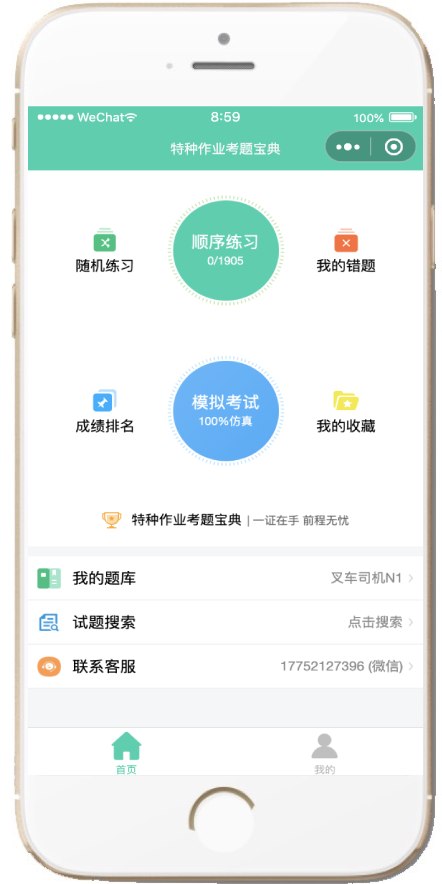 ●●●●● WeChat 8:59 100%
特种作业考题宝典
顺序练习
0/1905
随机练习
我的错题
模拟考试
100%仿真
成绩排名
我的收藏
特种作业考题宝典 | 一证在手 前程无忧
我的题库 叉车司机N1
试题搜索 点击搜索
联系客服 17752127396 (微信)
首页 我的